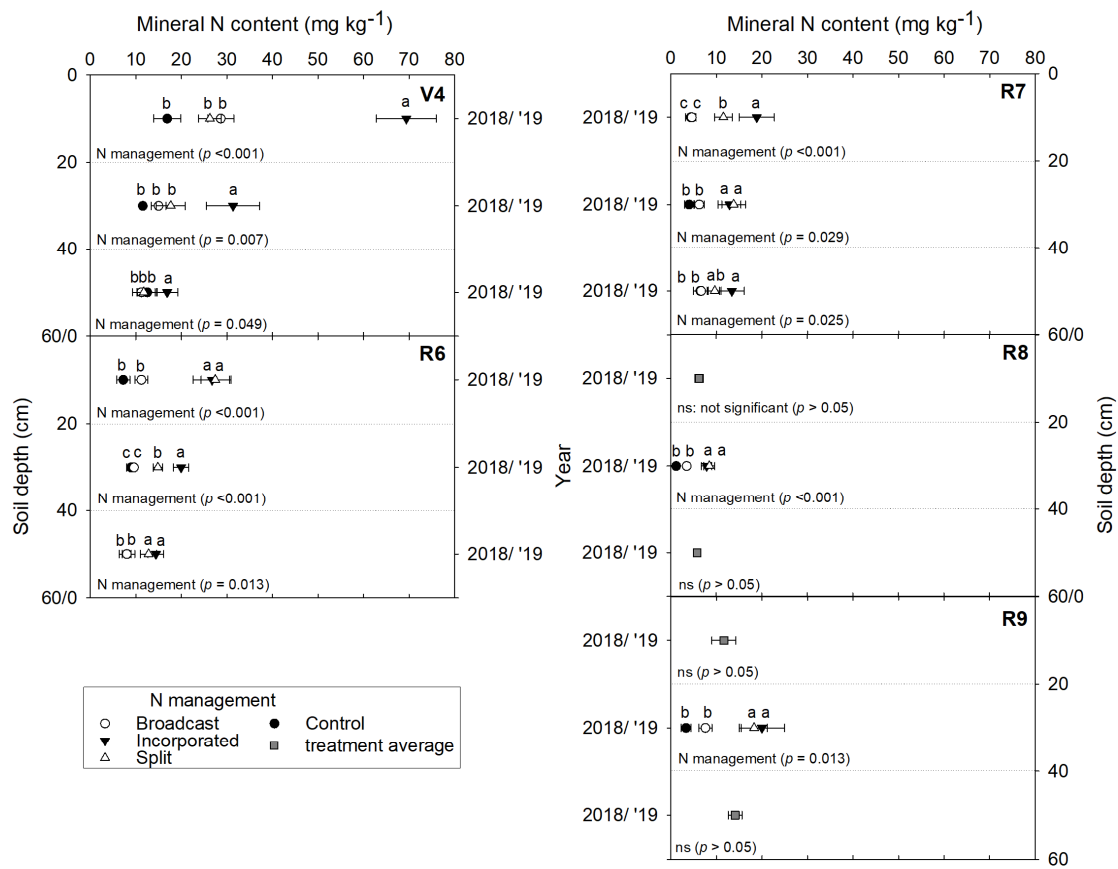 Mineral N content (mg kg-1)
0 10 20 30 40 50 60 70 80
0
V4
b b b a
2018/ '19
N management (p <0.001)
20
b b b a
2018/ '19
N management (p = 0.007)
40
bbb a
2018/ '19
N management (p = 0.049)
60/0
R6
b b a a
2018/ '19
N management (p <0.001)
20
c c b a
2018/ '19
N management (p <0.001)
40
b b a a
2018/ '19
N management (p = 0.013)
60/0
Soil depth (cm)
Year
Mineral N content (mg kg-1)
0 10 20 30 40 50 60 70 80
0
R7
c c b a
2018/ '19
N management (p <0.001)
20
b b a a
2018/ '19
N management (p = 0.029)
40
b b ab a
2018/ '19
N management (p = 0.025)
60/0
R8
2018/ '19
ns: not significant (p > 0.05)
20
b b a a
2018/ '19
N management (p <0.001)
40
2018/ '19
ns (p > 0.05)
60/0
R9
2018/ '19
ns (p > 0.05)
20
b b a a
2018/ '19
N management (p = 0.013)
40
2018/ '19
ns (p > 0.05)
60
Soil depth (cm)
N management
Broadcast Control
Incorporated treatment average
Split